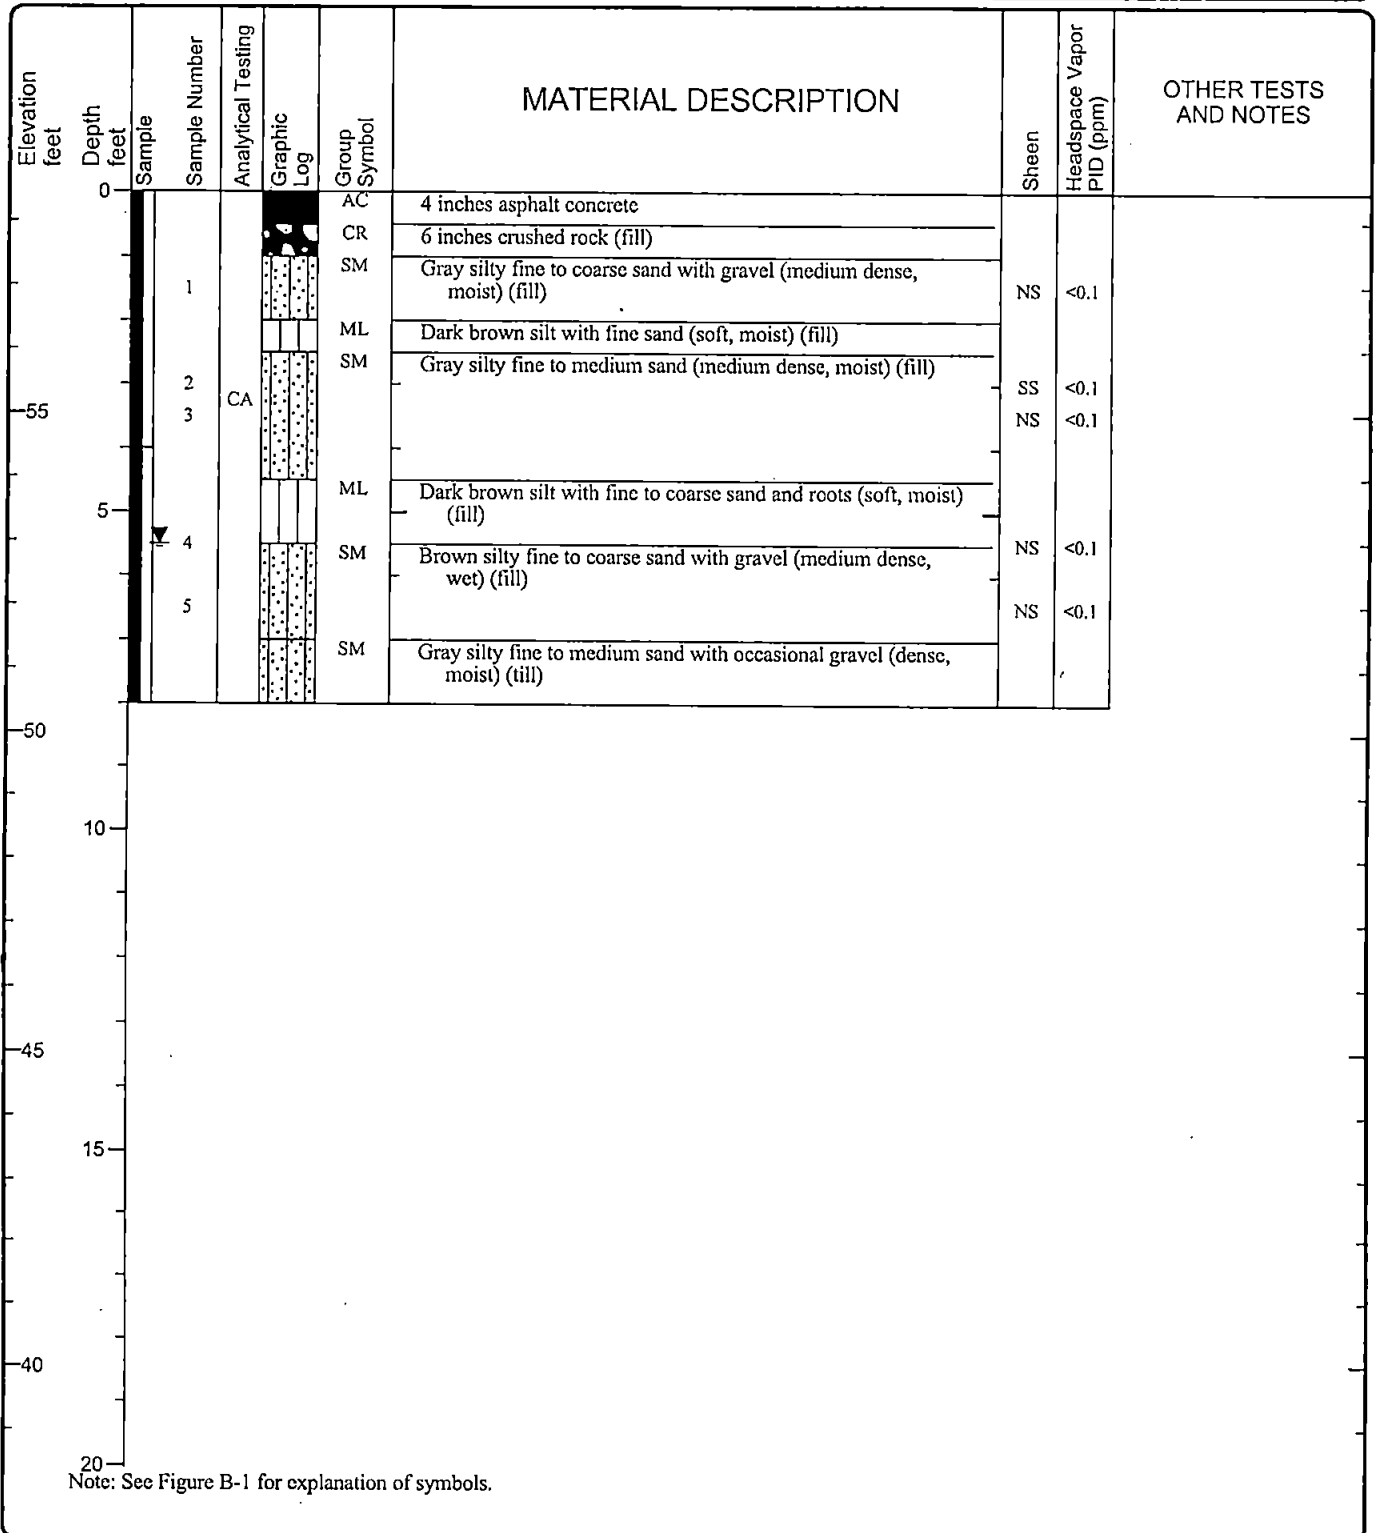 Elevation
feet
Depth
feet
Sample
Sample Number
Analytical Testing
Graphic
Log
Group
Symbol
MATERIAL DESCRIPTION
Sheen
Headspace Vapor
PID (ppm)
OTHER TESTS
AND NOTES
0
AC 4 inches asphalt concrete
CR 6 inches crushed rock (fill)
SM Gray silty fine to coarse sand with gravel (medium dense,
1 moist) (fill) NS <0.1
ML Dark brown silt with fine sand (soft, moist) (fill)
SM Gray silty fine to medium sand (medium dense, moist) (fill)
2 SS <0.1
55 3 CA NS <0.1
ML Dark brown silt with fine to coarse sand and roots (soft, moist)
5 (fill)
4 NS <0.1
SM Brown silty fine to coarse sand with gravel (medium dense,
wet) (fill)
5 NS <0.1
SM Gray silty fine to medium sand with occasional gravel (dense,
moist) (till)
50
10
45
15
40
20
Note: See Figure B-1 for explanation of symbols.